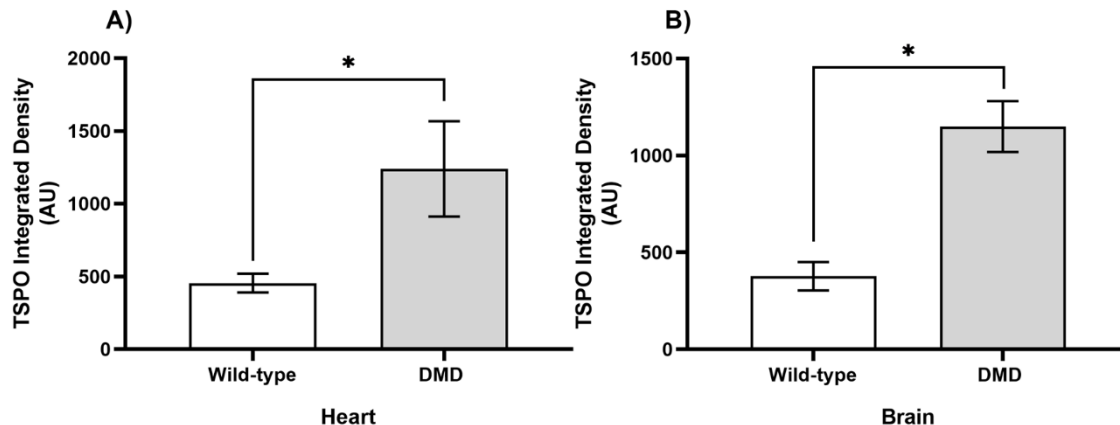 A)
TSPO Integrated Density
(AU)
2000
1500
1000
500
0
*
Wild-type
DMD
Heart
B)
TSPO Integrated Density
(AU)
1500
1000
500
0
*
Wild-type
DMD
Brain